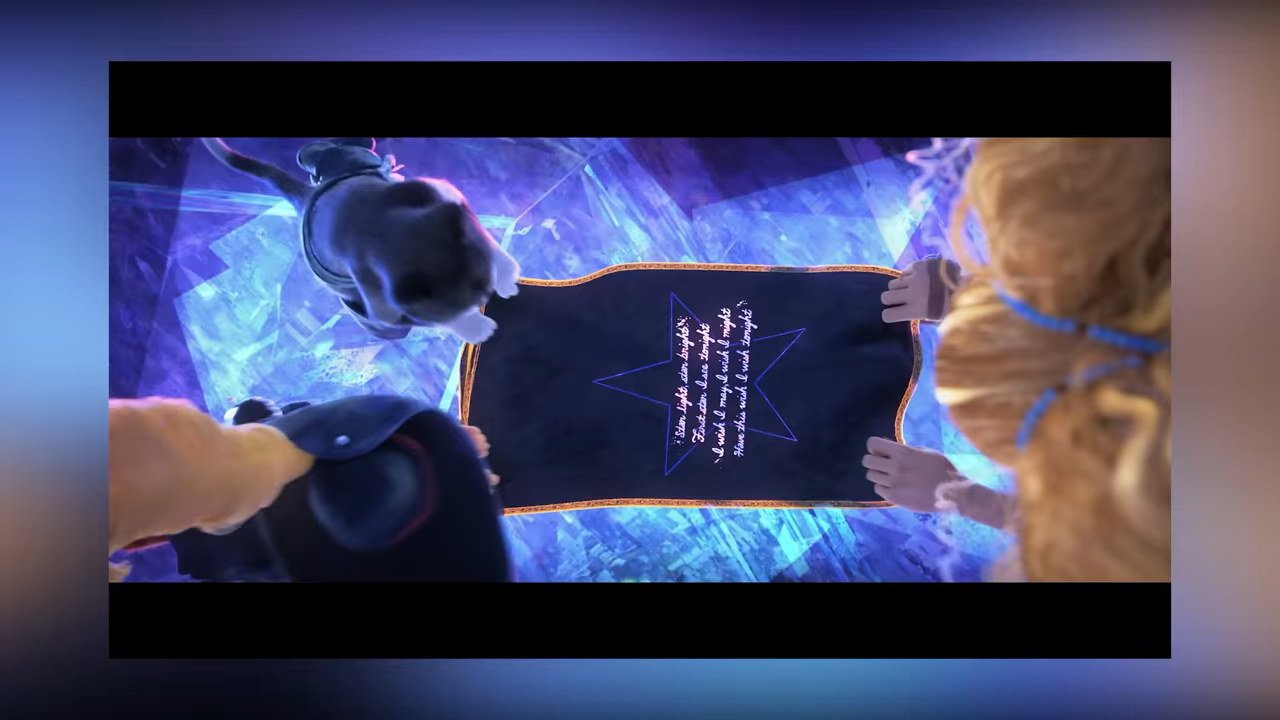 Star light, star bright
First star I see tonight
I wish I may, I wish I might
Have this wish I wish tonight